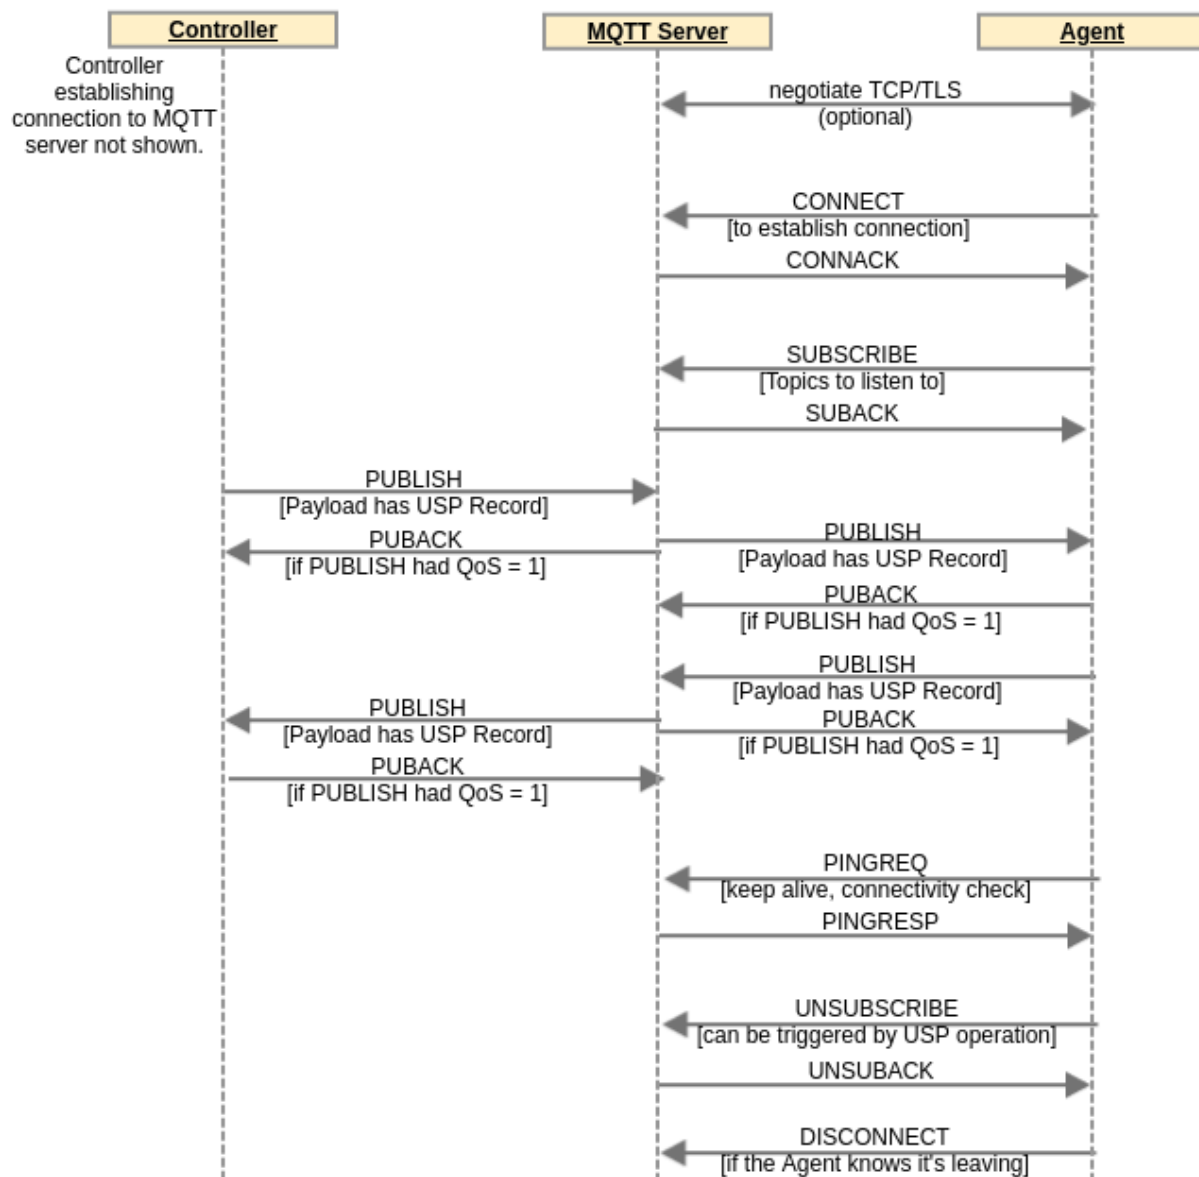 Controller
MQTT Server
Agent
Controller
establishing
connection to MQTT
server not shown.
negotiate TCP/TLS
(optional)
CONNECT
[to establish connection]
CONNACK
SUBSCRIBE
[Topics to listen to]
SUBACK
PUBLISH
[Payload has USP Record]
PUBACK
[if PUBLISH had QoS = 1]
PUBLISH
[Payload has USP Record]
PUBACK
[if PUBLISH had QoS = 1]
PUBLISH
[Payload has USP Record]
PUBLISH
[Payload has USP Record]
PUBACK
[if PUBLISH had QoS = 1]
PUBACK
[if PUBLISH had QoS = 1]
PINGREQ
[keep alive, connectivity check]
PINGRESP
UNSUBSCRIBE
[can be triggered by USP operation]
UNSUBACK
DISCONNECT
[if the Agent knows it's leaving]